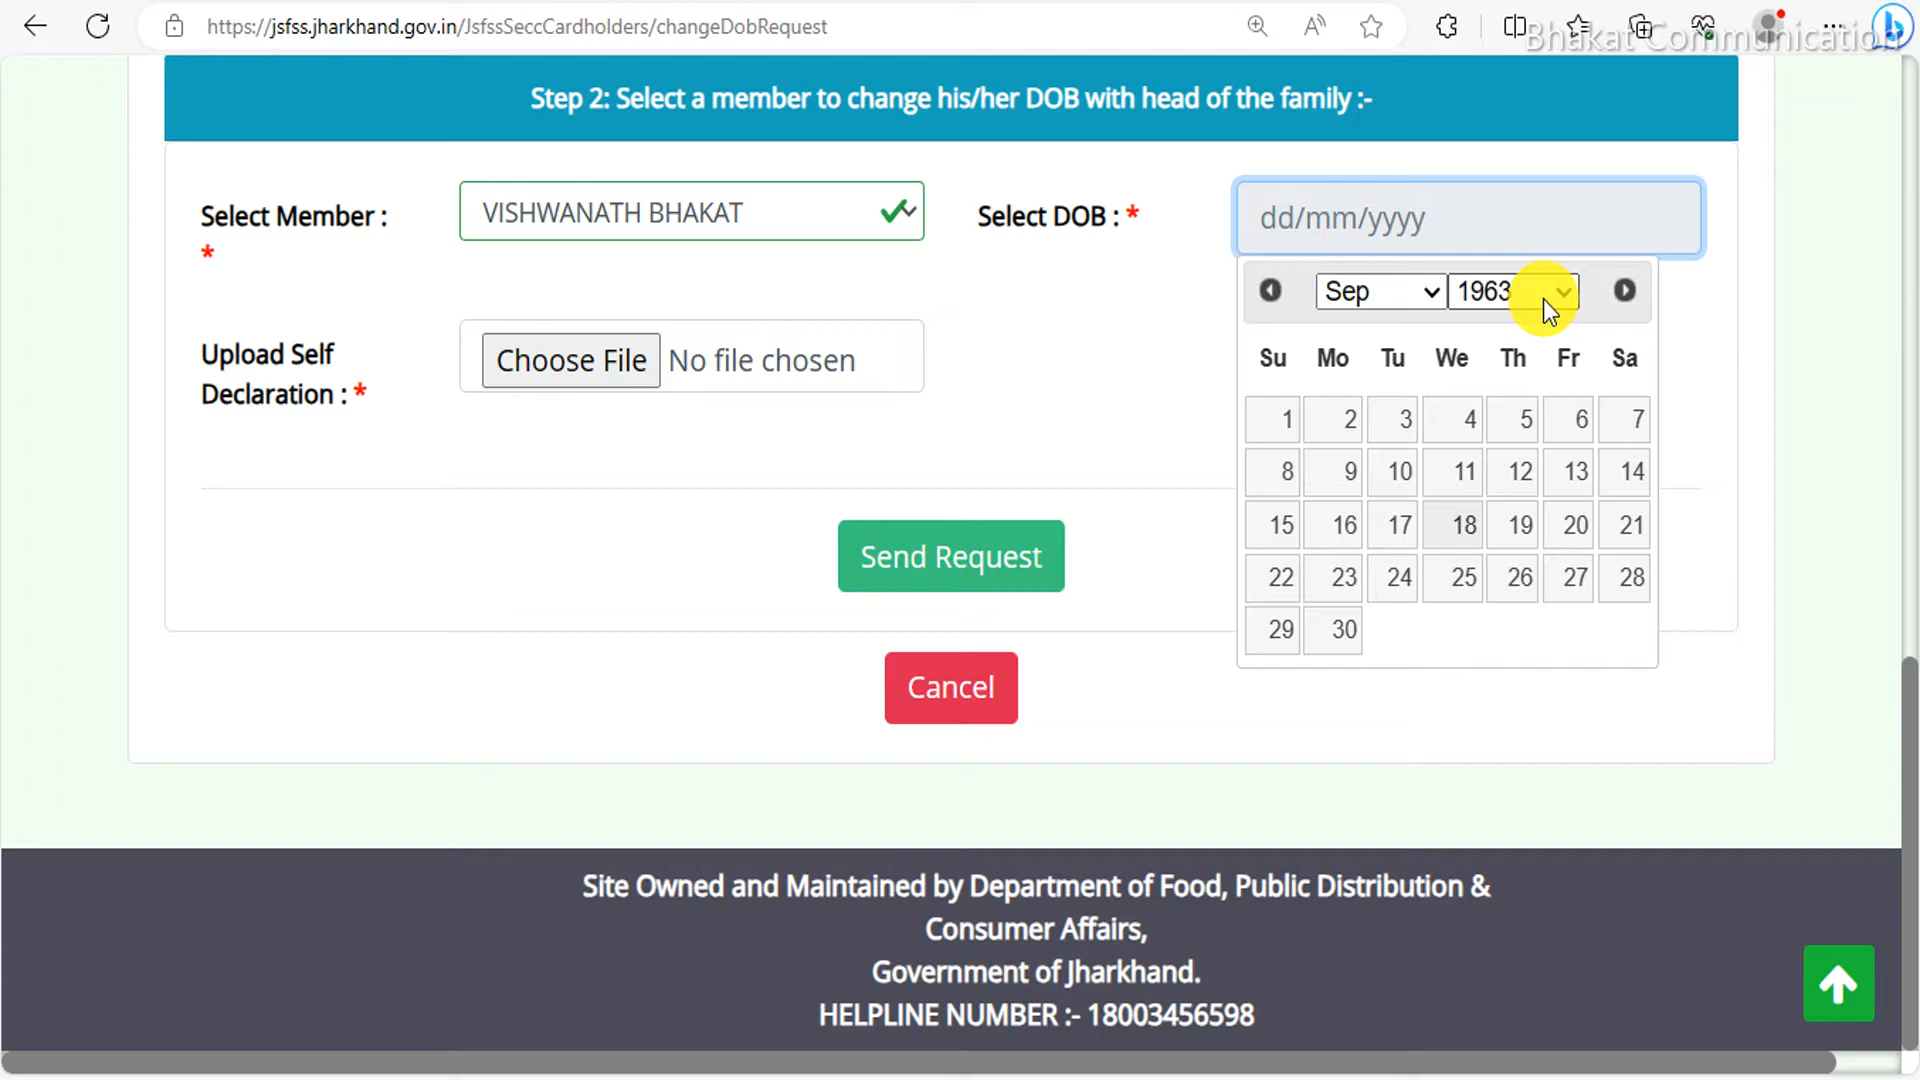 https://jsfss.jharkhand.gov.in/JsfssSeccCardholders/changeDobRequest
Bhakat Communication
Step 2: Select a member to change his/her DOB with head of the family :-
Select Member : *
VISHWANATH BHAKAT
Select DOB : *
dd/mm/yyyy
Sep 1963
Su Mo Tu We Th Fr Sa
1 2 3 4 5 6 7
8 9 10 11 12 13 14
15 16 17 18 19 20 21
22 23 24 25 26 27 28
29 30
Upload Self
Declaration : *
Choose File No file chosen
Send Request
Cancel
Site Owned and Maintained by Department of Food, Public Distribution &
Consumer Affairs,
Government of Jharkhand.
HELPLINE NUMBER :- 18003456598